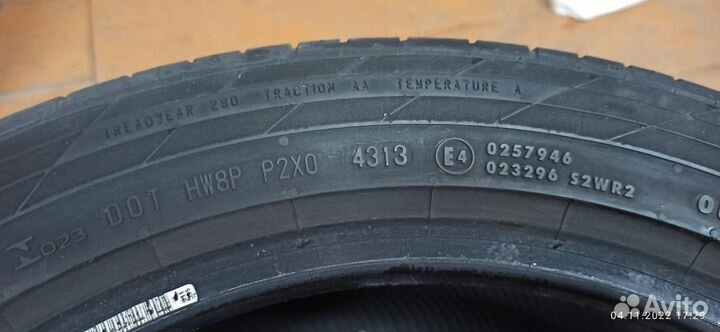 TREADWEAR 280 TRACTION AA TEMPERATURE A
DOT HW8P P2X0 4313 E4 0257946
023296 S2WR2
023
Avito
04.11.2022 17:29